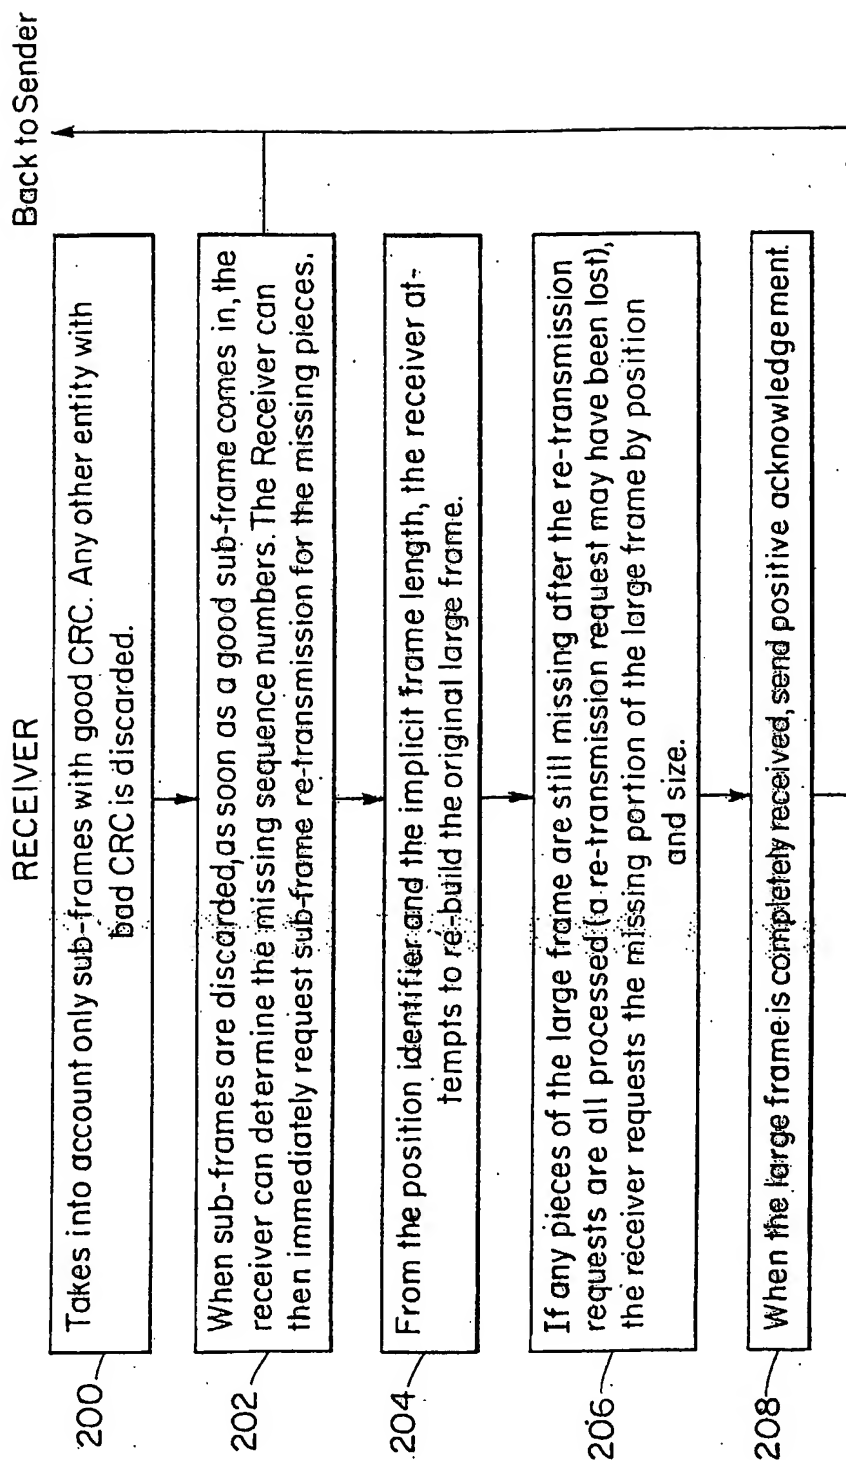 RECEIVER
Back to Sender
200
Takes into account only sub-frames with good CRC. Any other entity with
bad CRC is discarded.
202
When sub-frames are discarded, as soon as a good sub-frame comes in, the
receiver can determine the missing sequence numbers. The Receiver can
then immediately request sub-frame re-transmission for the missing pieces.
204
From the position identifier and the implicit frame length, the receiver at-
tempts to re-build the original large frame.
206
If any pieces of the large frame are still missing after the re-transmission
requests are all processed (a re-transmission request may have been lost),
the receiver requests the missing portion of the large frame by position
and size.
208
When the large frame is completely received, send positive acknowledgement.